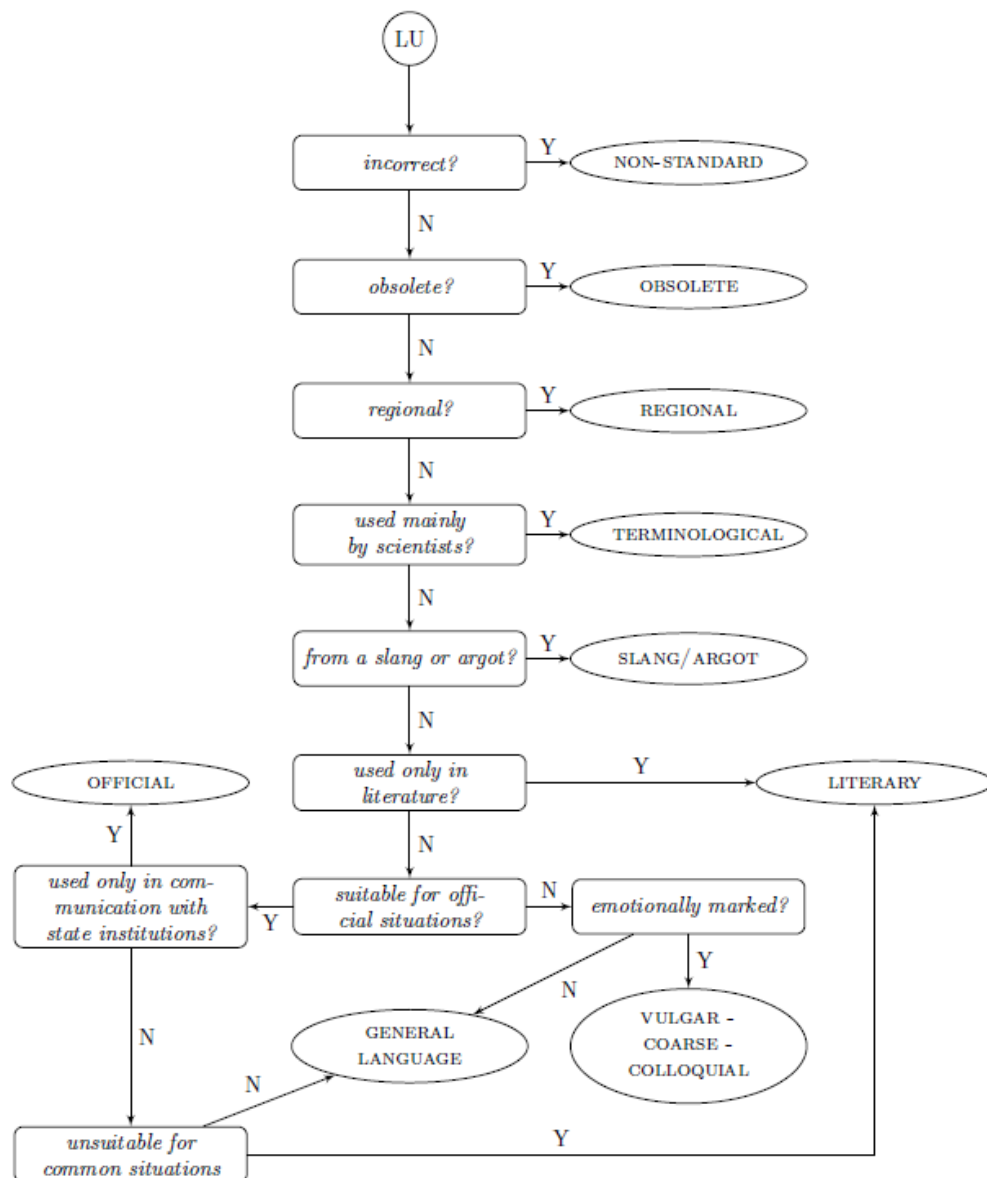 LU
incorrect?
Y
NON-STANDARD
N
obsolete?
Y
OBSOLETE
N
regional?
Y
REGIONAL
N
used mainly
by scientists?
Y
TERMINOLOGICAL
N
from a slang or argot?
Y
SLANG/ARGOT
N
used only in
literature?
Y
LITERARY
OFFICIAL
Y
N
used only in com-
munication with
state institutions?
Y
suitable for offi-
cial situations?
N
emotionally marked?
N
Y
N
GENERAL
LANGUAGE
VULGAR -
COARSE -
COLLOQUIAL
N
unsuitable for
common situations
Y